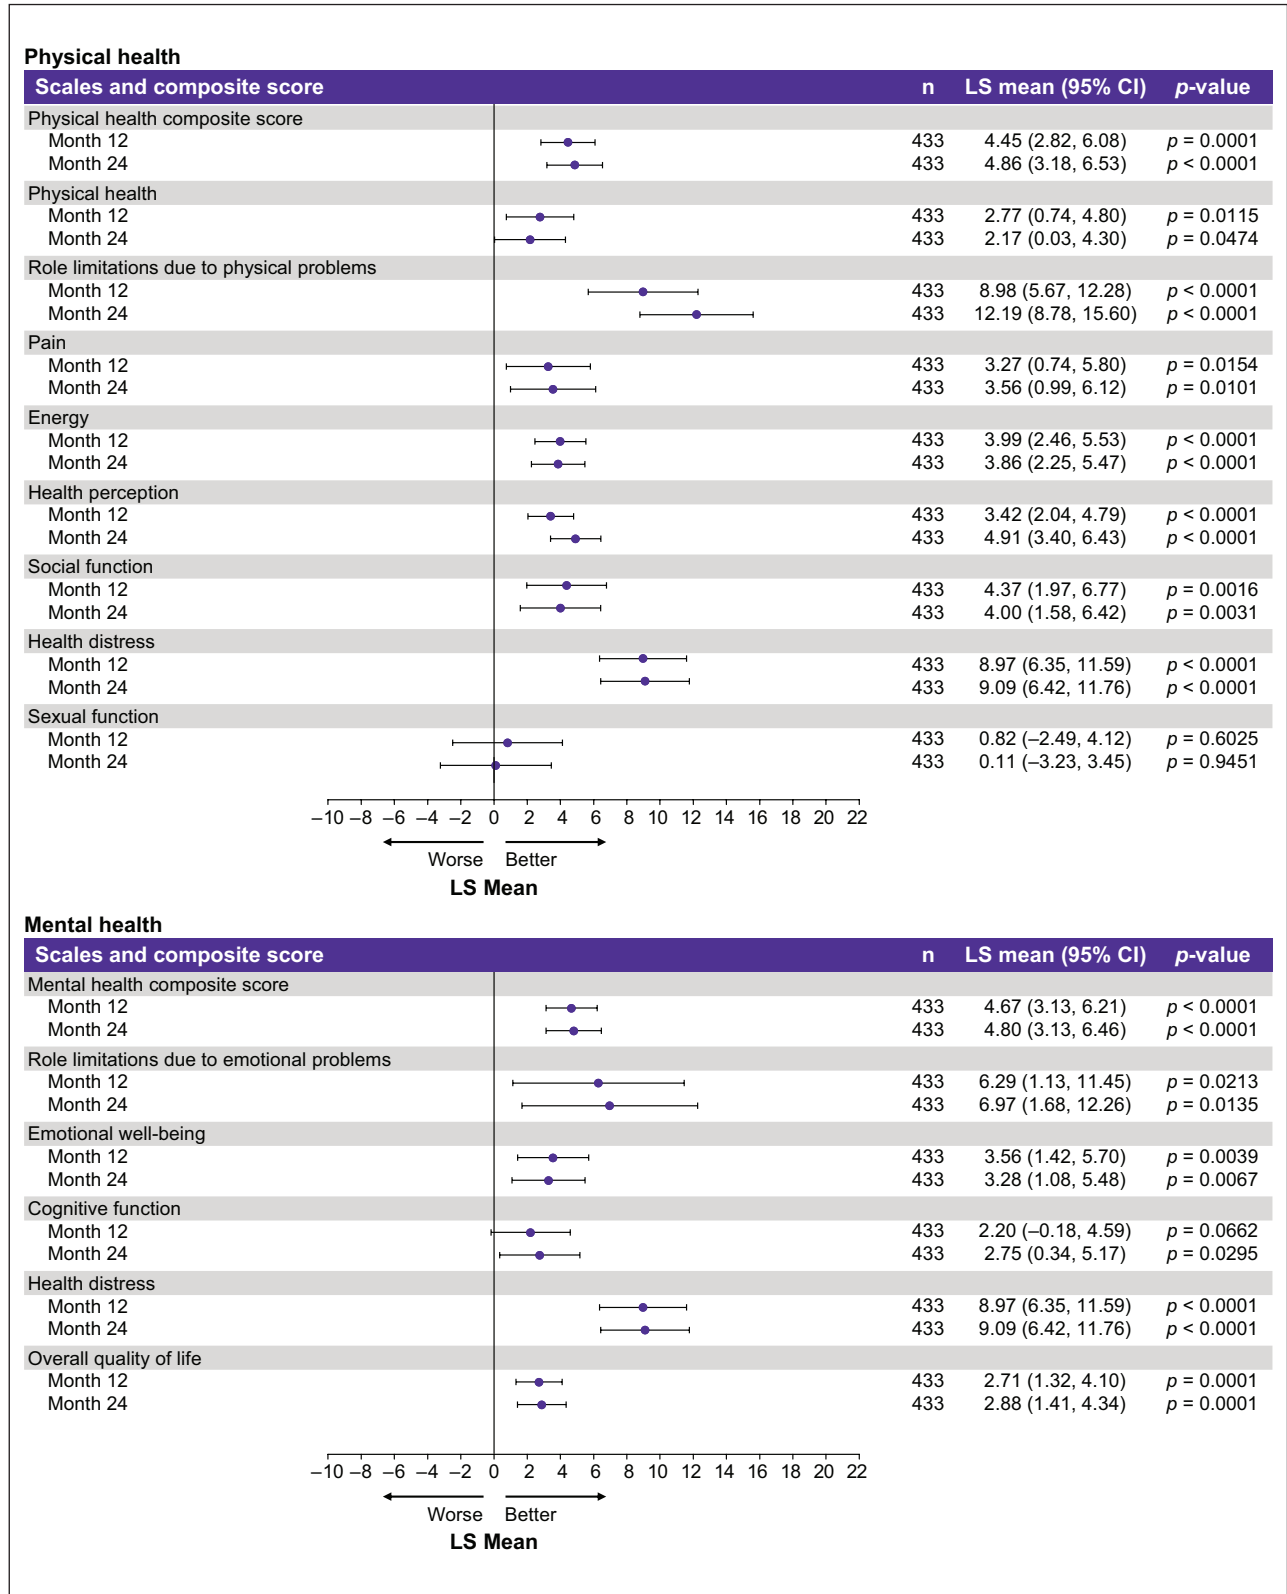 Physical health
Scales and composite score n LS mean (95% CI) p-value
Physical health composite score
Month 12 433 4.45 (2.82, 6.08) p = 0.0001
Month 24 433 4.86 (3.18, 6.53) p < 0.0001
Physical health
Month 12 433 2.77 (0.74, 4.80) p = 0.0115
Month 24 433 2.17 (0.03, 4.30) p = 0.0474
Role limitations due to physical problems
Month 12 433 8.98 (5.67, 12.28) p < 0.0001
Month 24 433 12.19 (8.78, 15.60) p < 0.0001
Pain
Month 12 433 3.27 (0.74, 5.80) p = 0.0154
Month 24 433 3.56 (0.99, 6.12) p = 0.0101
Energy
Month 12 433 3.99 (2.46, 5.53) p < 0.0001
Month 24 433 3.86 (2.25, 5.47) p < 0.0001
Health perception
Month 12 433 3.42 (2.04, 4.79) p < 0.0001
Month 24 433 4.91 (3.40, 6.43) p < 0.0001
Social function
Month 12 433 4.37 (1.97, 6.77) p = 0.0016
Month 24 433 4.00 (1.58, 6.42) p = 0.0031
Health distress
Month 12 433 8.97 (6.35, 11.59) p < 0.0001
Month 24 433 9.09 (6.42, 11.76) p < 0.0001
Sexual function
Month 12 433 0.82 (–2.49, 4.12) p = 0.6025
Month 24 433 0.11 (–3.23, 3.45) p = 0.9451
–10 –8 –6 –4 –2 0 2 4 6 8 10 12 14 16 18 20 22
Worse Better
LS Mean
Mental health
Scales and composite score n LS mean (95% CI) p-value
Mental health composite score
Month 12 433 4.67 (3.13, 6.21) p < 0.0001
Month 24 433 4.80 (3.13, 6.46) p < 0.0001
Role limitations due to emotional problems
Month 12 433 6.29 (1.13, 11.45) p = 0.0213
Month 24 433 6.97 (1.68, 12.26) p = 0.0135
Emotional well-being
Month 12 433 3.56 (1.42, 5.70) p = 0.0039
Month 24 433 3.28 (1.08, 5.48) p = 0.0067
Cognitive function
Month 12 433 2.20 (–0.18, 4.59) p = 0.0662
Month 24 433 2.75 (0.34, 5.17) p = 0.0295
Health distress
Month 12 433 8.97 (6.35, 11.59) p < 0.0001
Month 24 433 9.09 (6.42, 11.76) p < 0.0001
Overall quality of life
Month 12 433 2.71 (1.32, 4.10) p = 0.0001
Month 24 433 2.88 (1.41, 4.34) p = 0.0001
–10 –8 –6 –4 –2 0 2 4 6 8 10 12 14 16 18 20 22
Worse Better
LS Mean